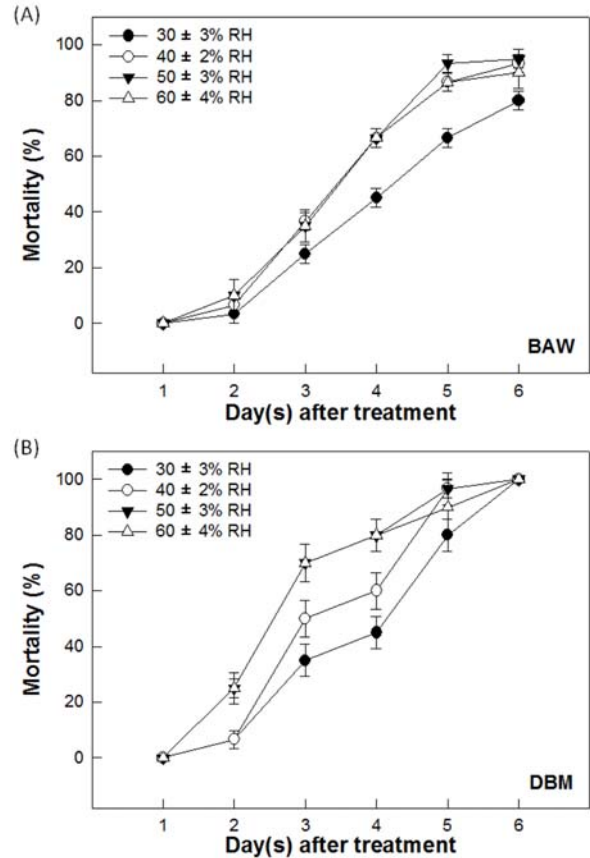 (A)
30 ± 3% RH
40 ± 2% RH
50 ± 3% RH
60 ± 4% RH
100
80
60
40
20
0
Mortality (%)
BAW
1 2 3 4 5 6
Day(s) after treatment
(B)
30 ± 3% RH
40 ± 2% RH
50 ± 3% RH
60 ± 4% RH
100
80
60
40
20
0
Mortality (%)
DBM
1 2 3 4 5 6
Day(s) after treatment